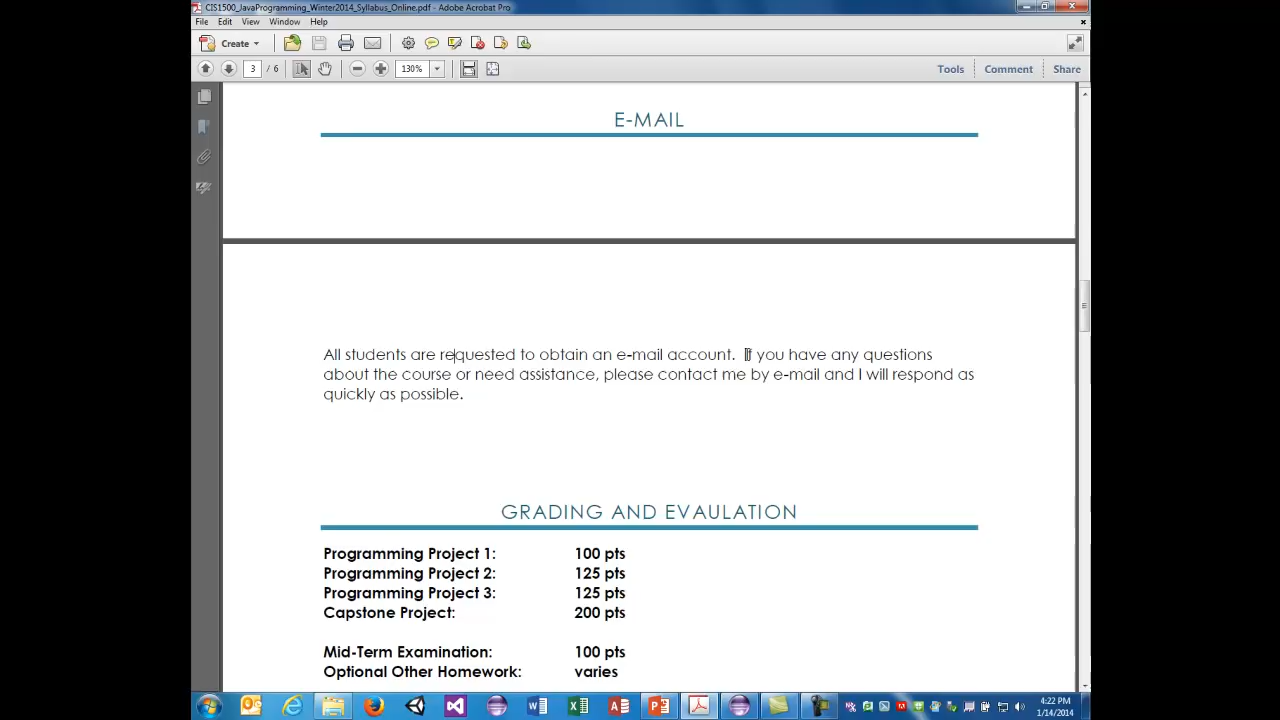 CIS1500_JavaProgramming_Winter2014_Syllabus_Online.pdf - Adobe Acrobat Pro
File Edit View Window Help
Create
3 / 6 130% Tools Comment Share
E-MAIL
All students are requested to obtain an e-mail account. If you have any questions
about the course or need assistance, please contact me by e-mail and I will respond as
quickly as possible.
GRADING AND EVAULATION
Programming Project 1: 100 pts
Programming Project 2: 125 pts
Programming Project 3: 125 pts
Capstone Project: 200 pts
Mid-Term Examination: 100 pts
Optional Other Homework: varies
4:22 PM
1/14/2014